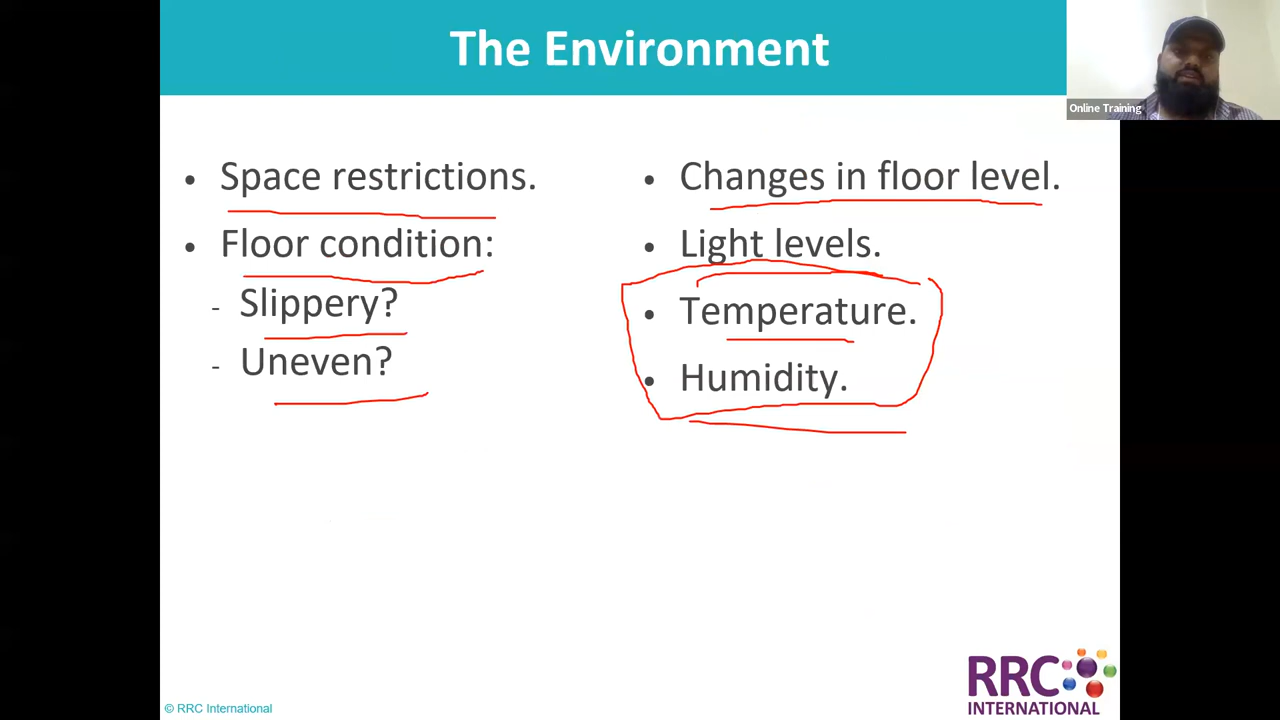 The Environment
Online Training
• Space restrictions.
• Floor condition:
- Slippery?
- Uneven?
• Changes in floor level.
• Light levels.
• Temperature.
• Humidity.
© RRC International
RRC
INTERNATIONAL